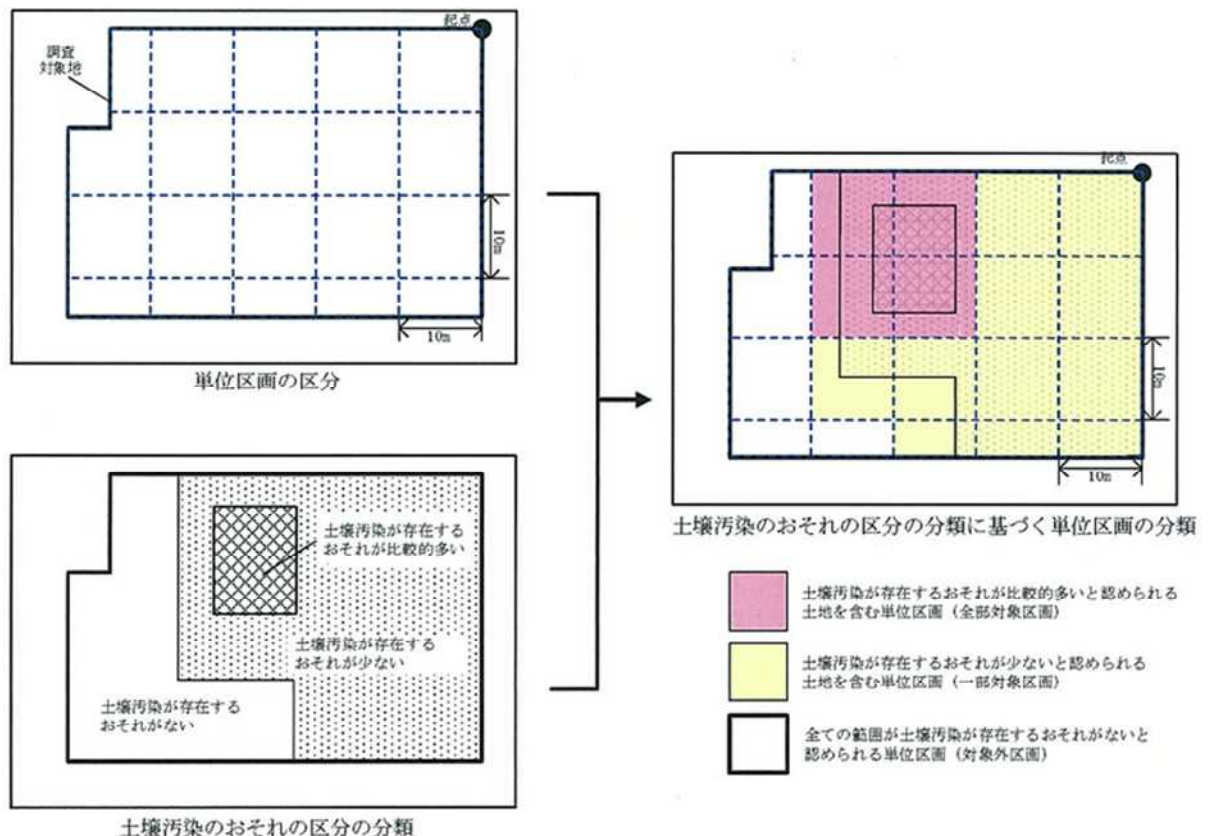 起点
調査
対象地
10m
10m
単位区画の区分
土壌汚染が存在する
おそれが比較的多い
土壌汚染が存在する
おそれが少ない
土壌汚染が存在する
おそれがない
土壌汚染のおそれの区分の分類
起点
10m
10m
土壌汚染のおそれの区分の分類に基づく単位区画の分類
土壌汚染が存在するおそれが比較的多いと認められる
土地を含む単位区画（全部対象区画）
土壌汚染が存在するおそれが少ないと認められる
土地を含む単位区画（一部対象区画）
全ての範囲が土壌汚染が存在するおそれがないと
認められる単位区画（対象外区画）